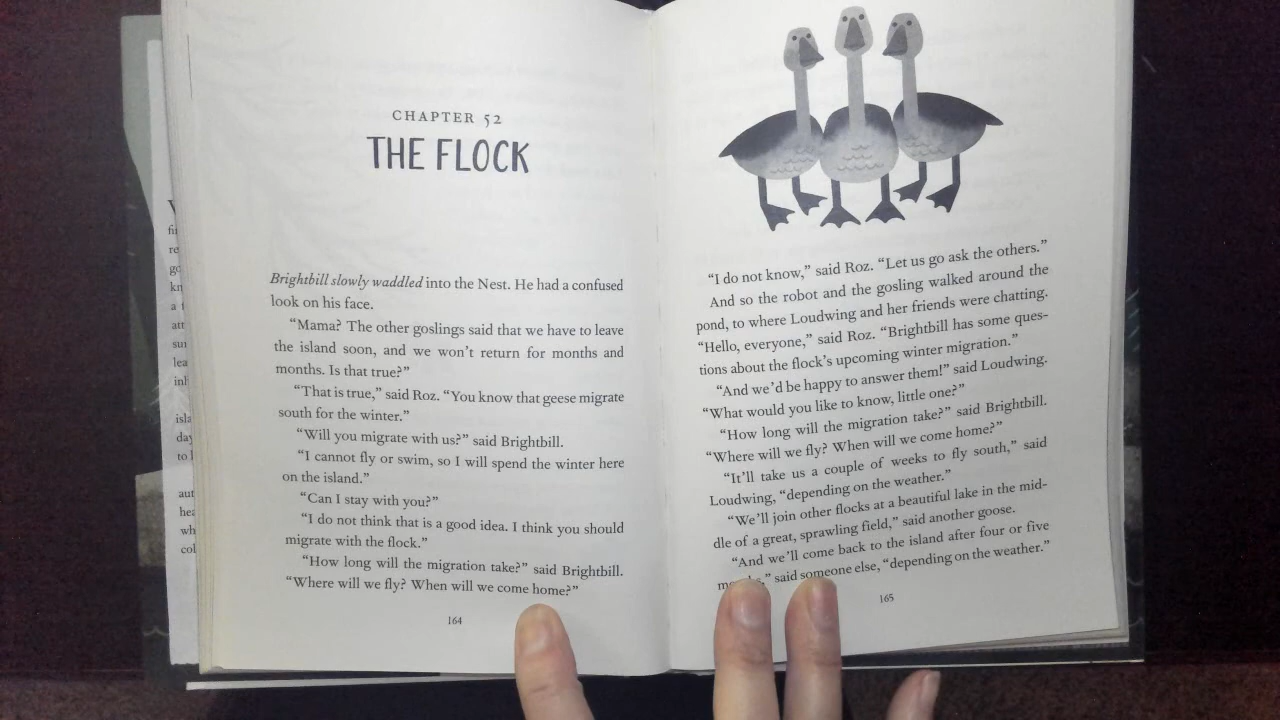 CHAPTER 52
THE FLOCK
Brightbill slowly waddled into the Nest. He had a confused
look on his face.
“Mama? The other goslings said that we have to leave
the island soon, and we won’t return for months and
months. Is that true?”
“That is true,” said Roz. “You know that geese migrate
south for the winter.”
“Will you migrate with us?” said Brightbill.
“I cannot fly or swim, so I will spend the winter here
on the island.”
“Can I stay with you?”
“I do not think that is a good idea. I think you should
migrate with the flock.”
“How long will the migration take?” said Brightbill.
“Where will we fly? When will we come home?”
164
“I do not know,” said Roz. “Let us go ask the others.”
And so the robot and the gosling walked around the
pond, to where Loudwing and her friends were chatting.
“Hello, everyone,” said Roz. “Brightbill has some ques-
tions about the flock’s upcoming winter migration.”
“And we’d be happy to answer them!” said Loudwing.
“What would you like to know, little one?”
“How long will the migration take?” said Brightbill.
“Where will we fly? When will we come home?”
“It’ll take us a couple of weeks to fly south,” said
Loudwing, “depending on the weather.”
“We’ll join other flocks at a beautiful lake in the mid-
dle of a great, sprawling field,” said another goose.
“And we’ll come back to the island after four or five
said someone else, “depending on the weather.”
165